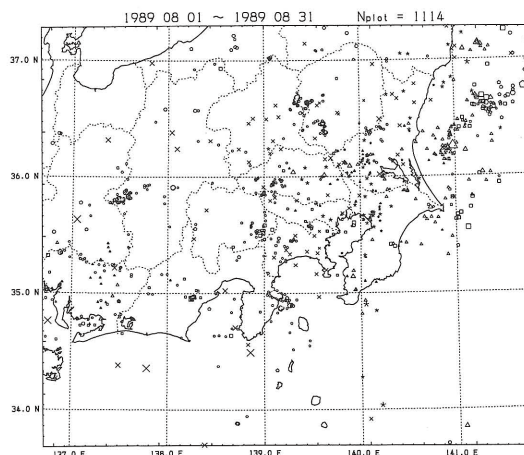 1989 08 01 ~ 1989 08 31 Nplot = 1114
37.0 N
36.0 N
35.0 N
34.0 N
137.0 E 138.0 E 139.0 E 140.0 E 141.0 E